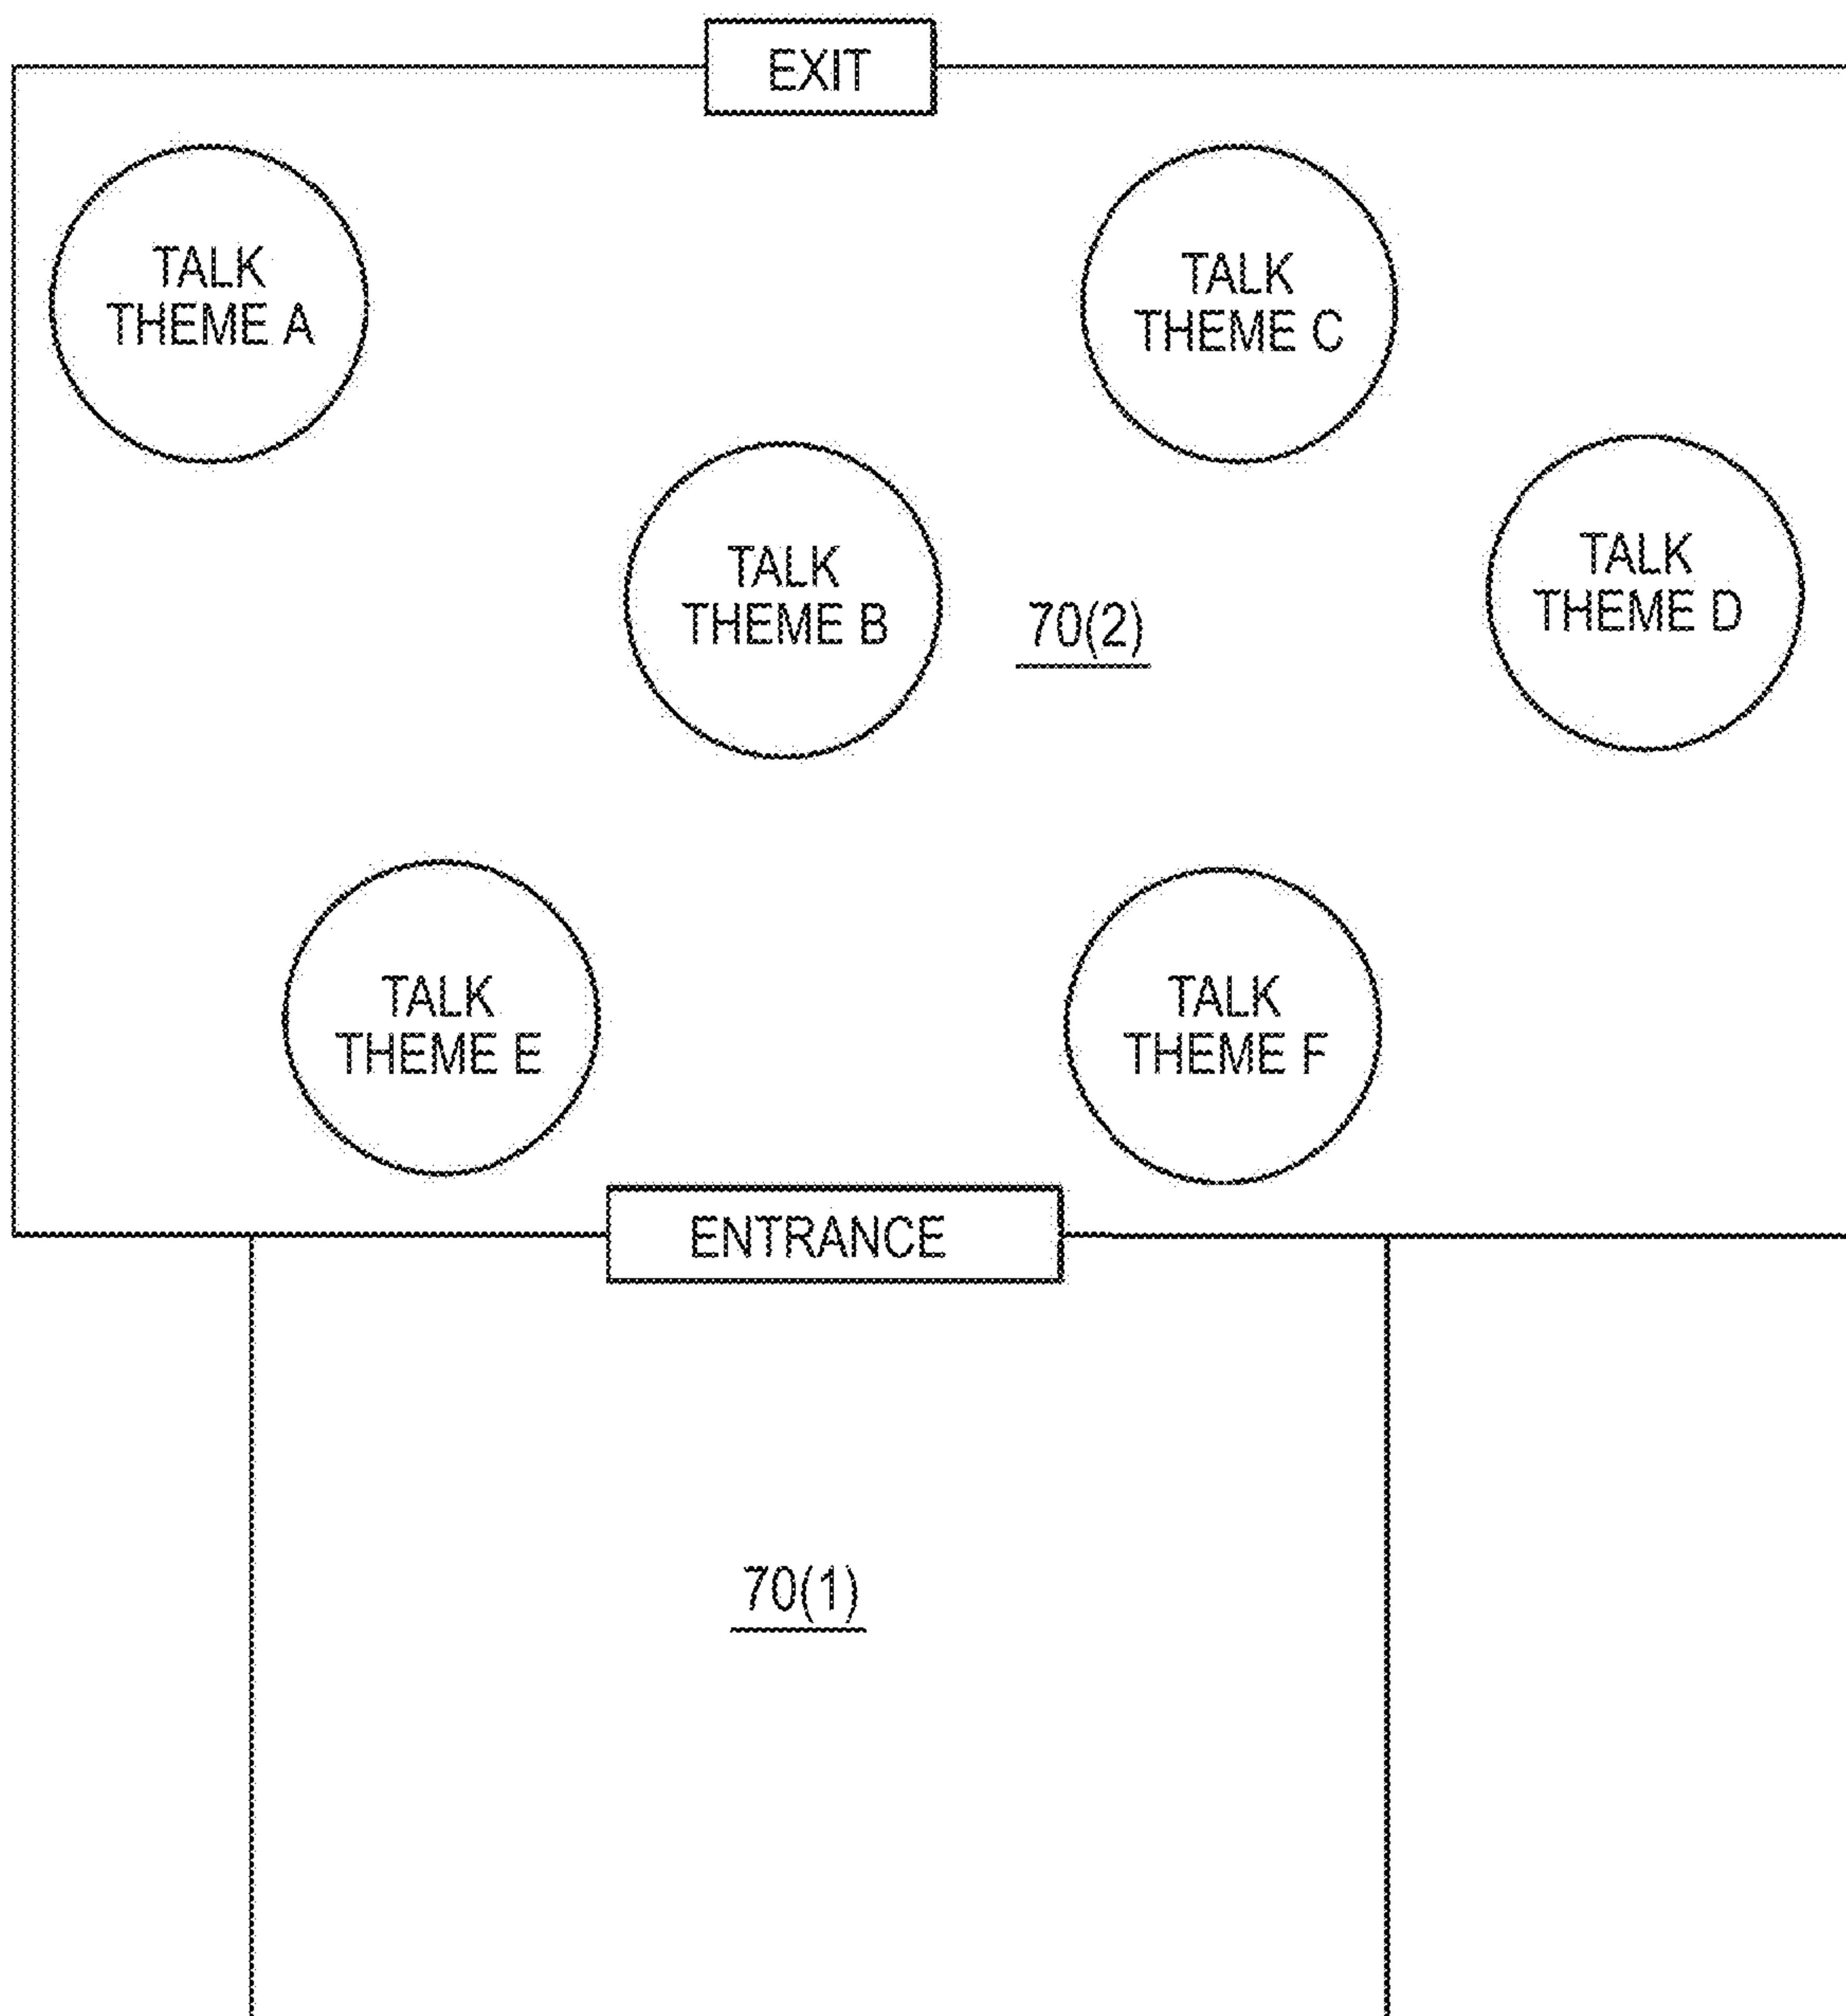 EXIT
TALK
THEME A
TALK
THEME C
TALK
THEME B
70(2)
TALK
THEME D
TALK
THEME E
TALK
THEME F
ENTRANCE
70(1)